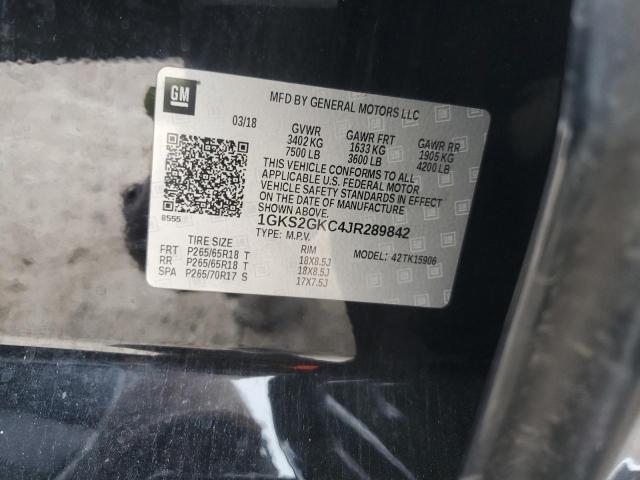 GM
MFD BY GENERAL MOTORS LLC
03/18
GVWR GAWR FRT GAWR RR
3402 KG 1633 KG 1905 KG
7500 LB 3600 LB 4200 LB
THIS VEHICLE CONFORMS TO ALL
APPLICABLE U.S. FEDERAL MOTOR
VEHICLE SAFETY STANDARDS IN EFFECT
ON THE DATE OF MANUFACTURE
SHOWN ABOVE.
1GKS2GKC4JR289842
8555
TYPE: M.P.V. MODEL: 42TK15906
TIRE SIZE RIM
FRT P265/65R18 T 18X8.5J
RR P265/65R18 T 18X8.5J
SPA P265/70R17 S 17X7.5J